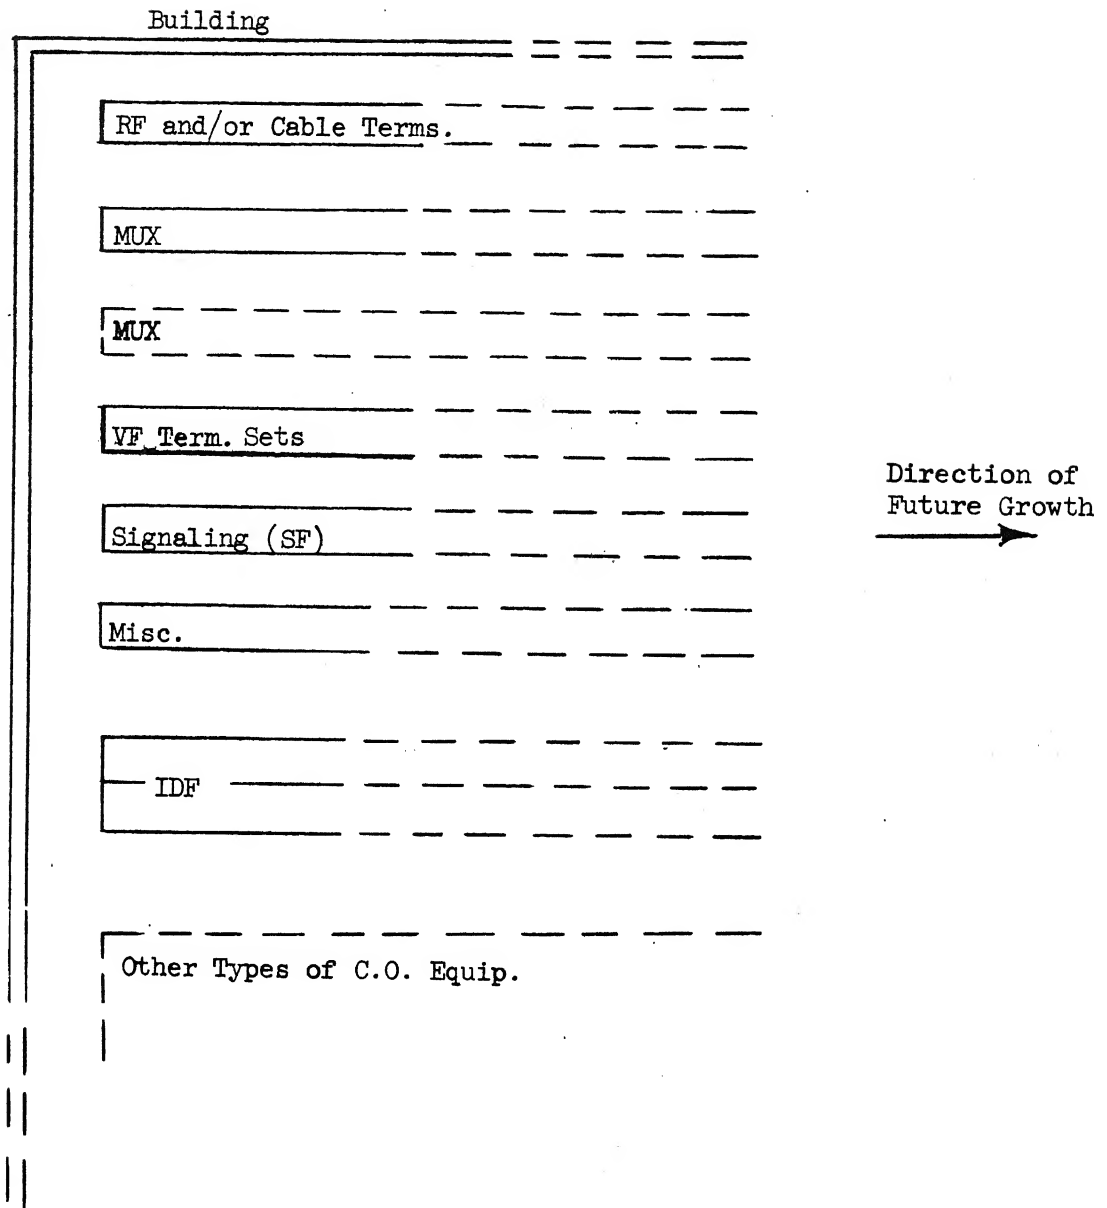 Building
RF and/or Cable Terms.
MUX
MUX
VF Term. Sets
Direction of
Future Growth
Signaling (SF)
Misc.
IDF
Other Types of C.O. Equip.